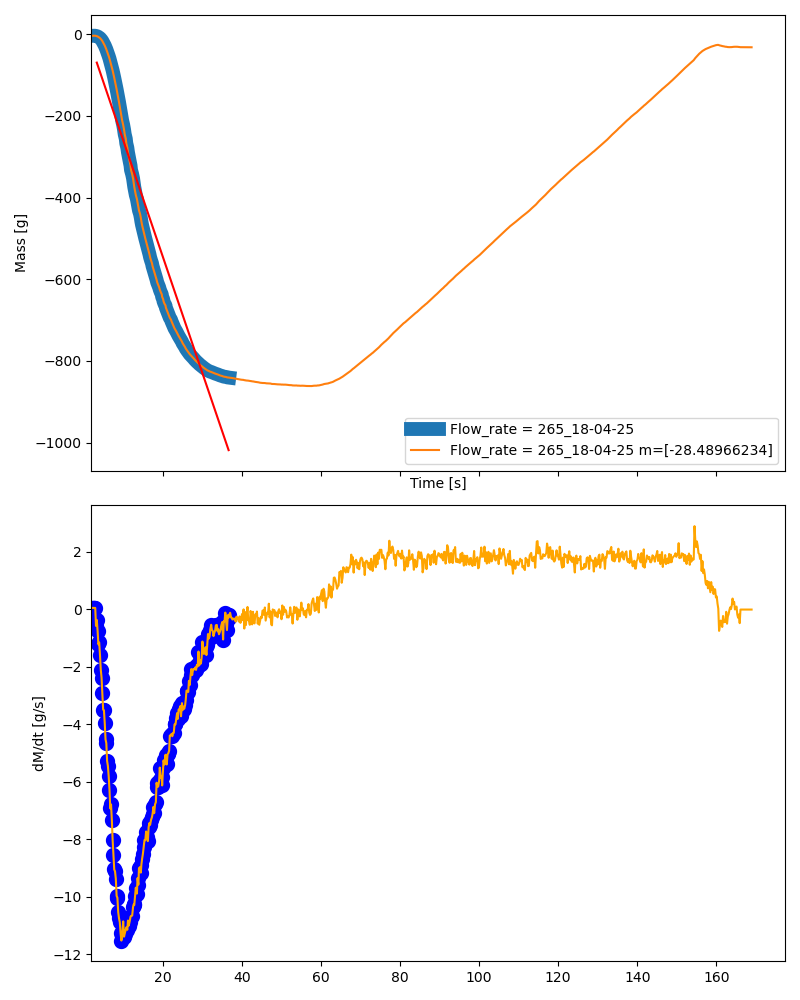 0
−200
−400
−600
−800
−1000
Mass [g]
Flow_rate = 265_18-04-25
Flow_rate = 265_18-04-25 m=[-28.48966234]
Time [s]
2
0
−2
−4
−6
−8
−10
−12
dM/dt [g/s]
20 40 60 80 100 120 140 160